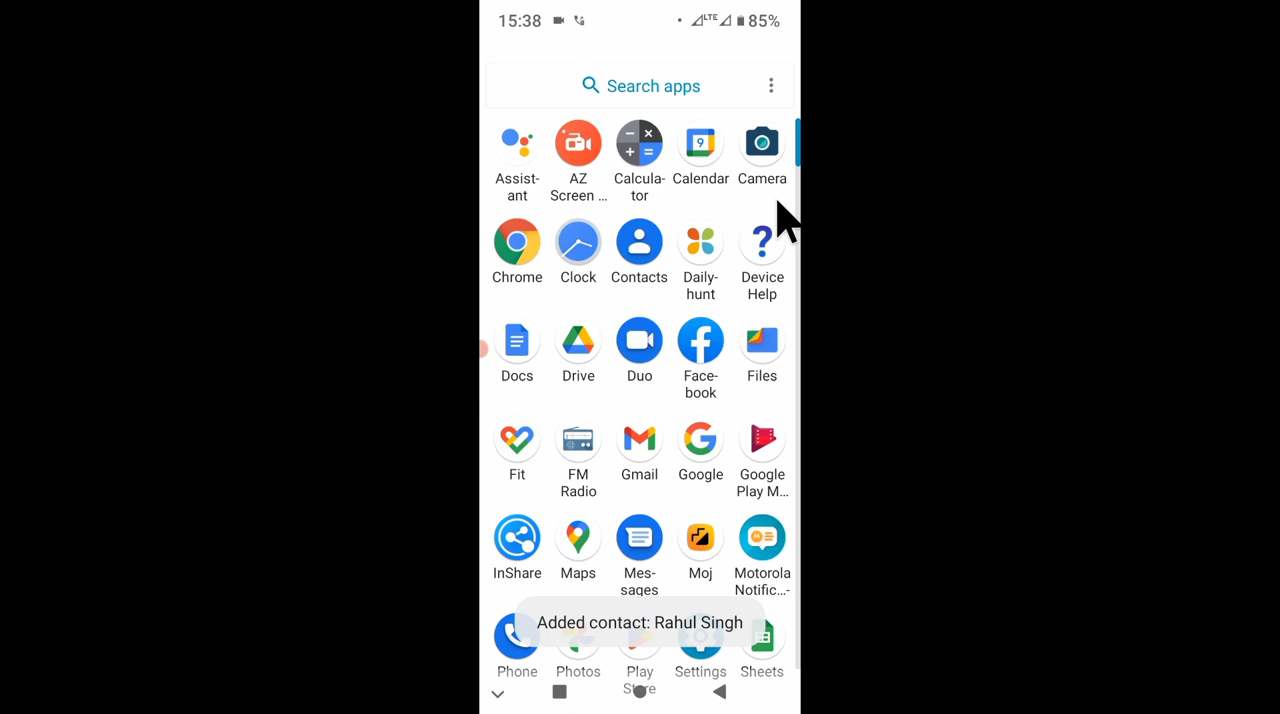 15:38 LTE 85%
Search apps
Assist-
ant
AZ
Screen ...
Calcula-
tor
Calendar
Camera
Chrome
Clock
Contacts
Daily-
hunt
Device
Help
Docs
Drive
Duo
Face-
book
Files
Fit
FM
Radio
Gmail
Google
Google
Play M...
InShare
Maps
Mes-
sages
Moj
Motorola
Notific...-
Added contact: Rahul Singh
Phone
Photos
Play
Store
Settings
Sheets